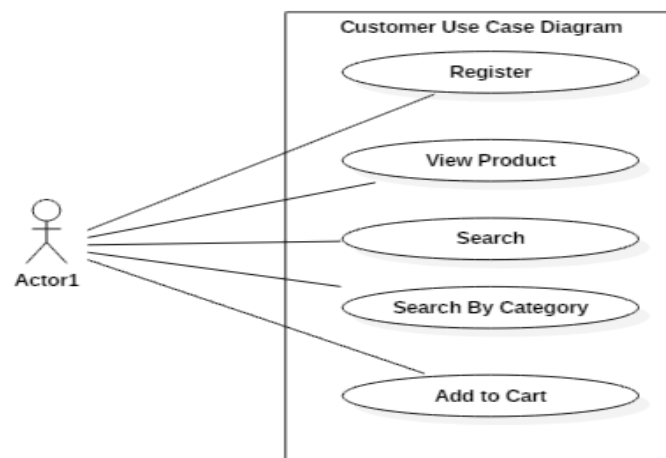 Customer Use Case Diagram
Register
View Product
Search
Actor1
Search By Category
Add to Cart